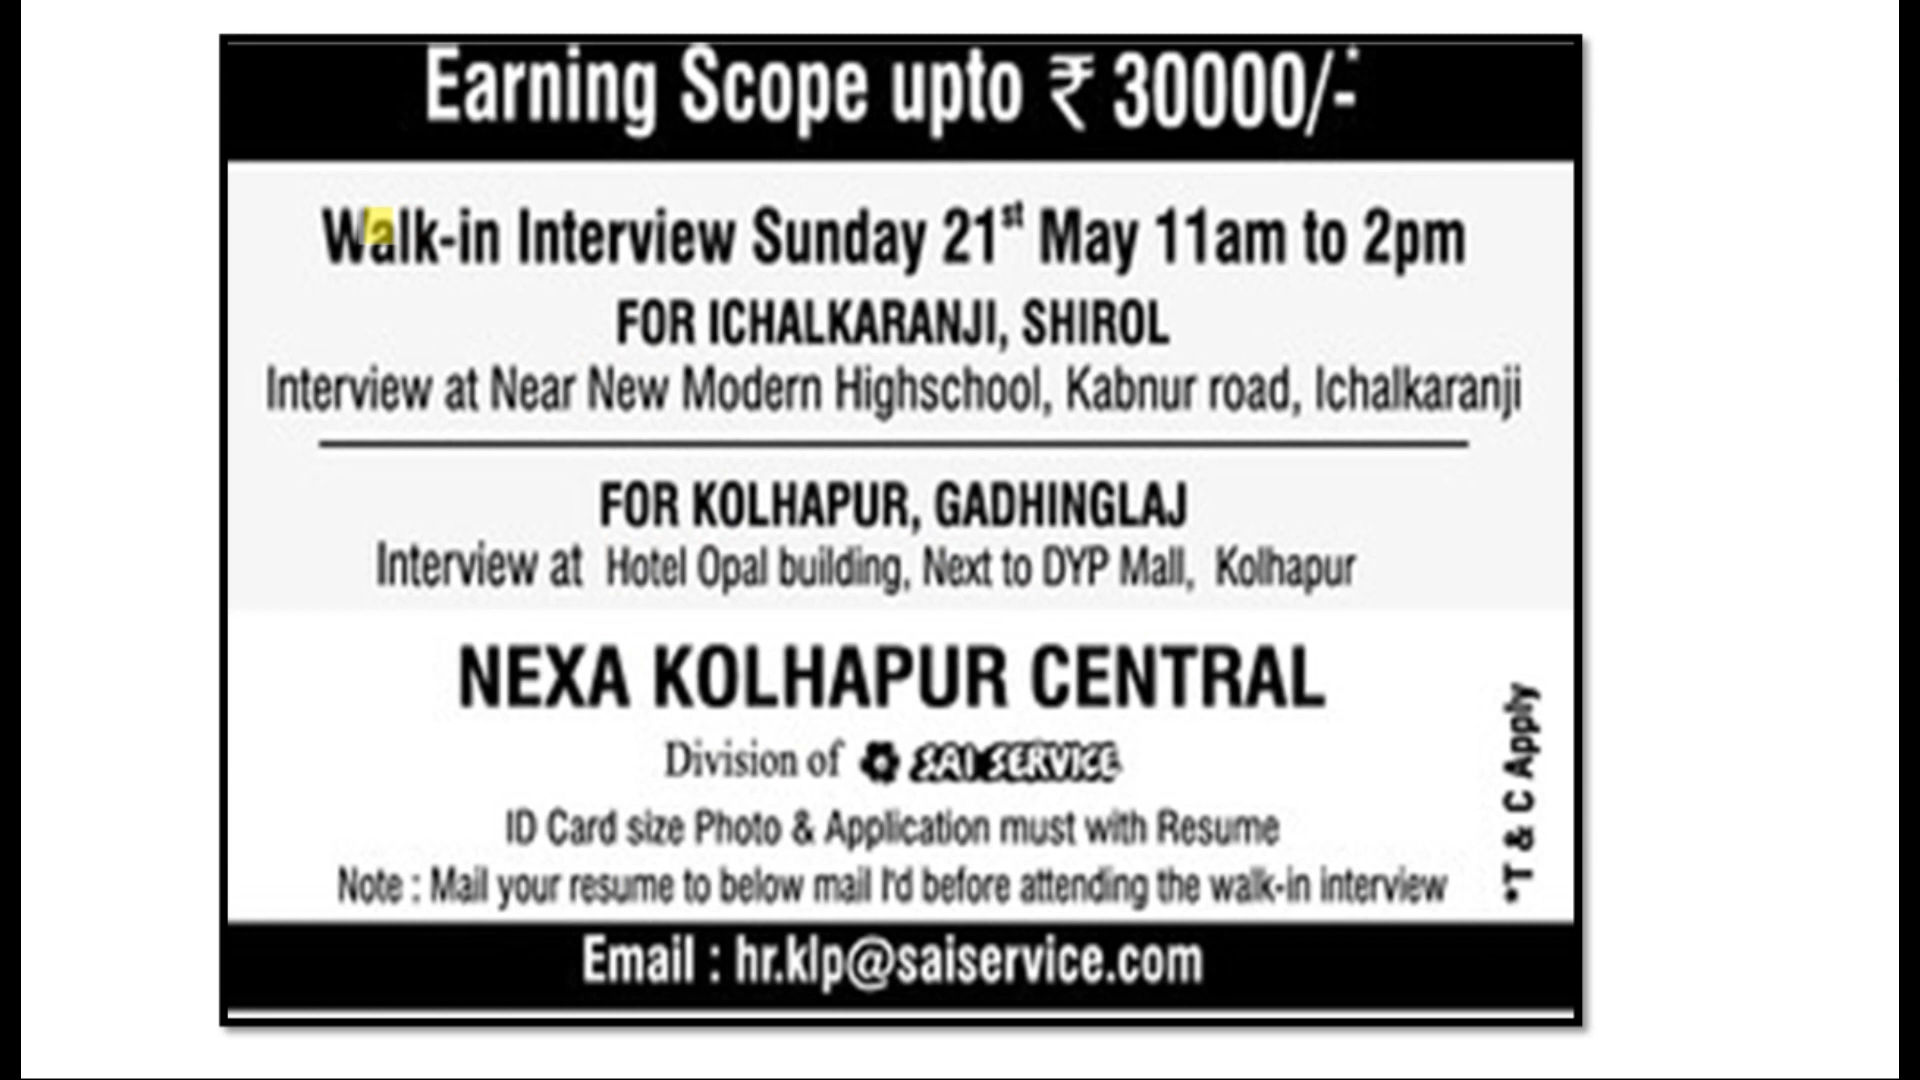 Earning Scope upto ₹ 30000/-*
Walk-in Interview Sunday 21st May 11am to 2pm
FOR ICHALKARANJI, SHIROL
Interview at Near New Modern Highschool, Kabnur road, Ichalkaranji
FOR KOLHAPUR, GADHINGLAJ
Interview at Hotel Opal building, Next to DYP Mall, Kolhapur
NEXA KOLHAPUR CENTRAL
Division of SAI SERVICE
ID Card size Photo & Application must with Resume
Note : Mail your resume to below mail I'd before attending the walk-in interview
*T & C Apply
Email : hr.klp@saiservice.com